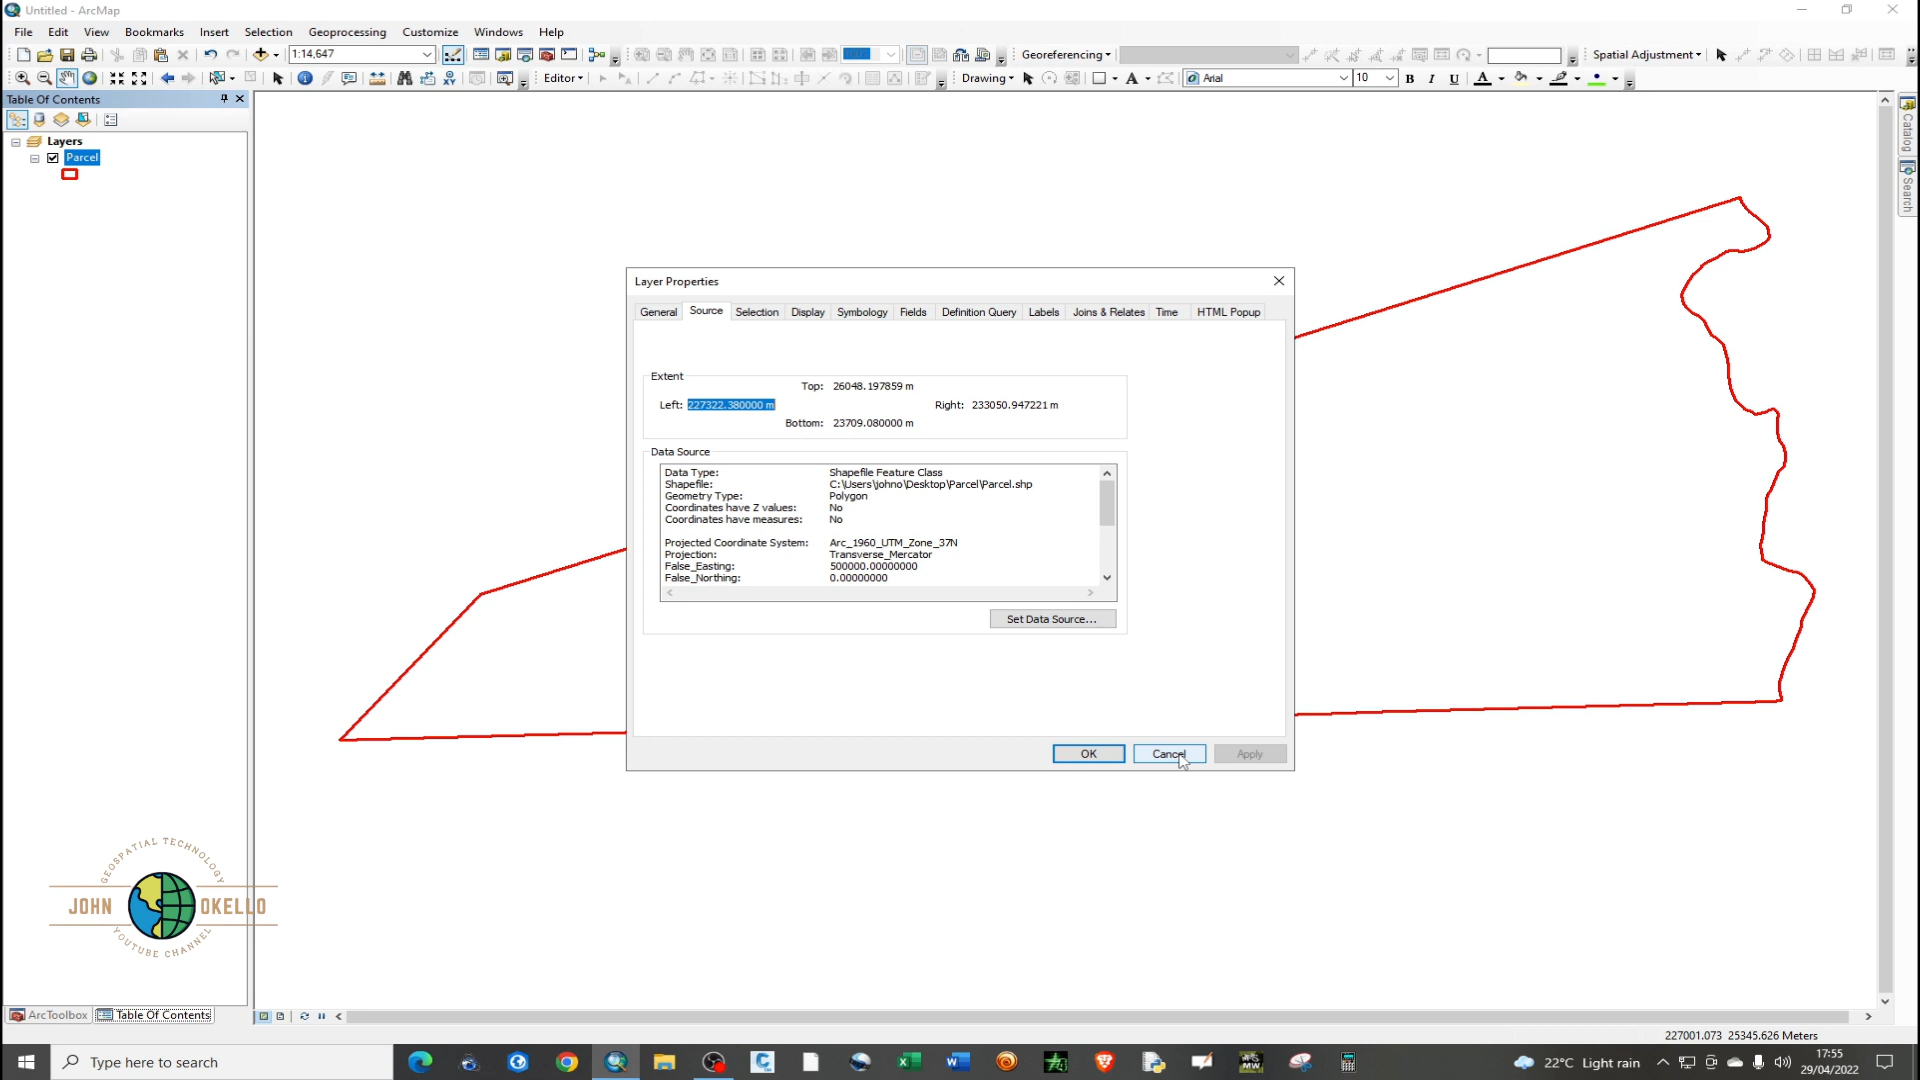 Untitled - ArcMap
File Edit View Bookmarks Insert Selection Geoprocessing Customize Windows Help
1:14,647 Georeferencing Spatial Adjustment
Editor Drawing Arial 10 B I U A
Table Of Contents
Layers
Parcel
Catalog
Search
Layer Properties
General Source Selection Display Symbology Fields Definition Query Labels Joins & Relates Time HTML Popup
Extent
Top: 26048.197859 m
Left: 227322.380000 m Right: 233050.947221 m
Bottom: 23709.080000 m
Data Source
Data Type: Shapefile Feature Class
Shapefile: C:\Users\johno\Desktop\Parcel\Parcel.shp
Geometry Type: Polygon
Coordinates have Z values: No
Coordinates have measures: No
Projected Coordinate System: Arc_1960_UTM_Zone_37N
Projection: Transverse_Mercator
False_Easting: 500000.00000000
False_Northing: 0.00000000
Set Data Source...
OK Cancel Apply
GEOSPATIAL TECHNOLOGY
JOHN OKELLO
YOUTUBE CHANNEL
ArcToolbox Table Of Contents
227001.073 25345.626 Meters
Type here to search
22°C Light rain
17:55
29/04/2022